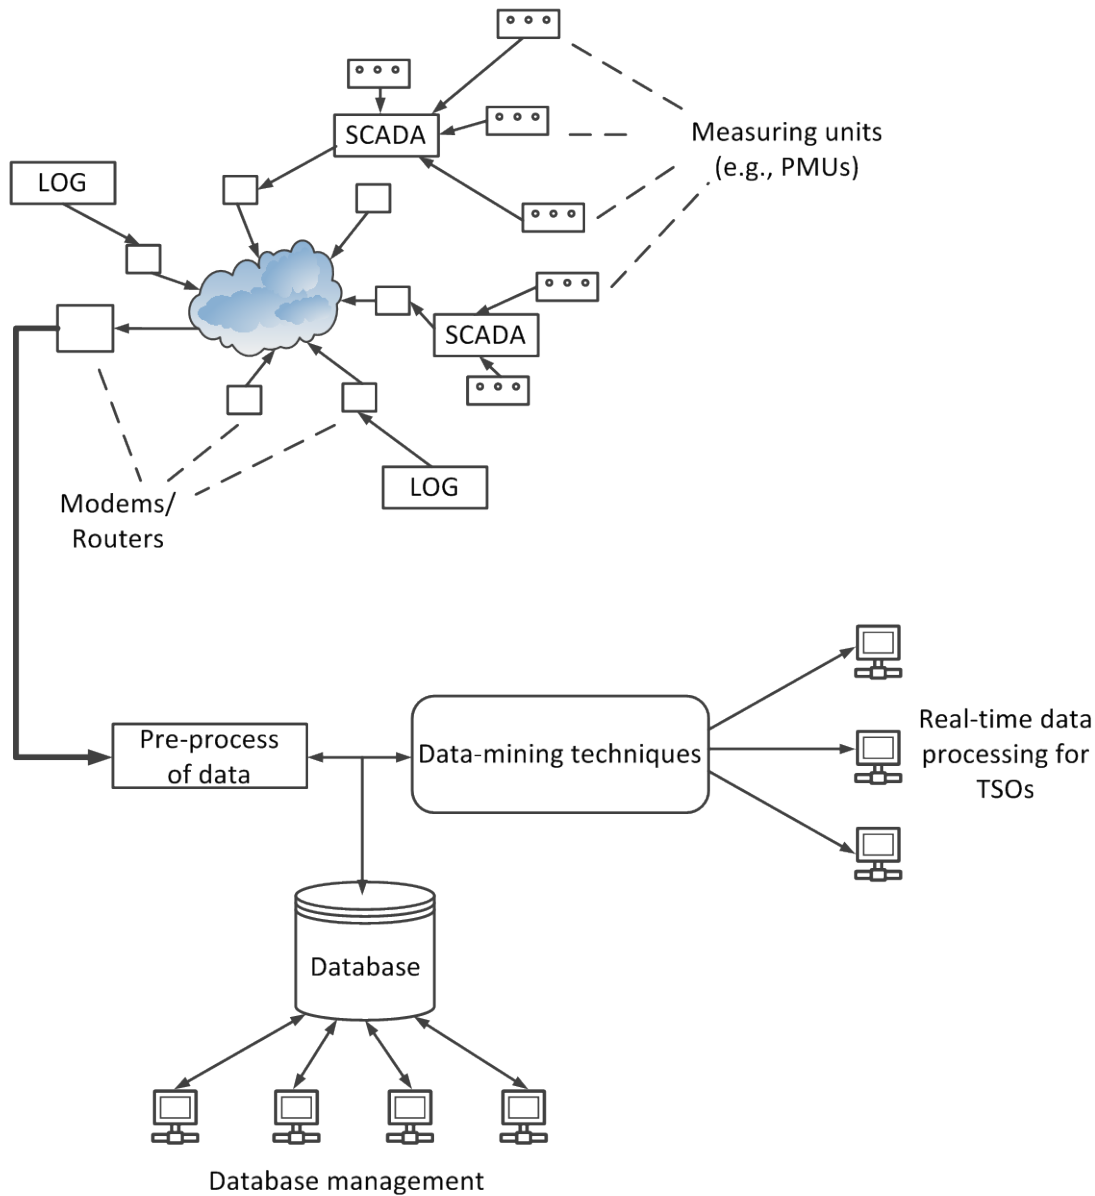 SCADA
Measuring units
(e.g., PMUs)
LOG
SCADA
LOG
Modems/
Routers
Pre-process
of data
Data-mining techniques
Real-time data
processing for
TSOs
Database
Database management